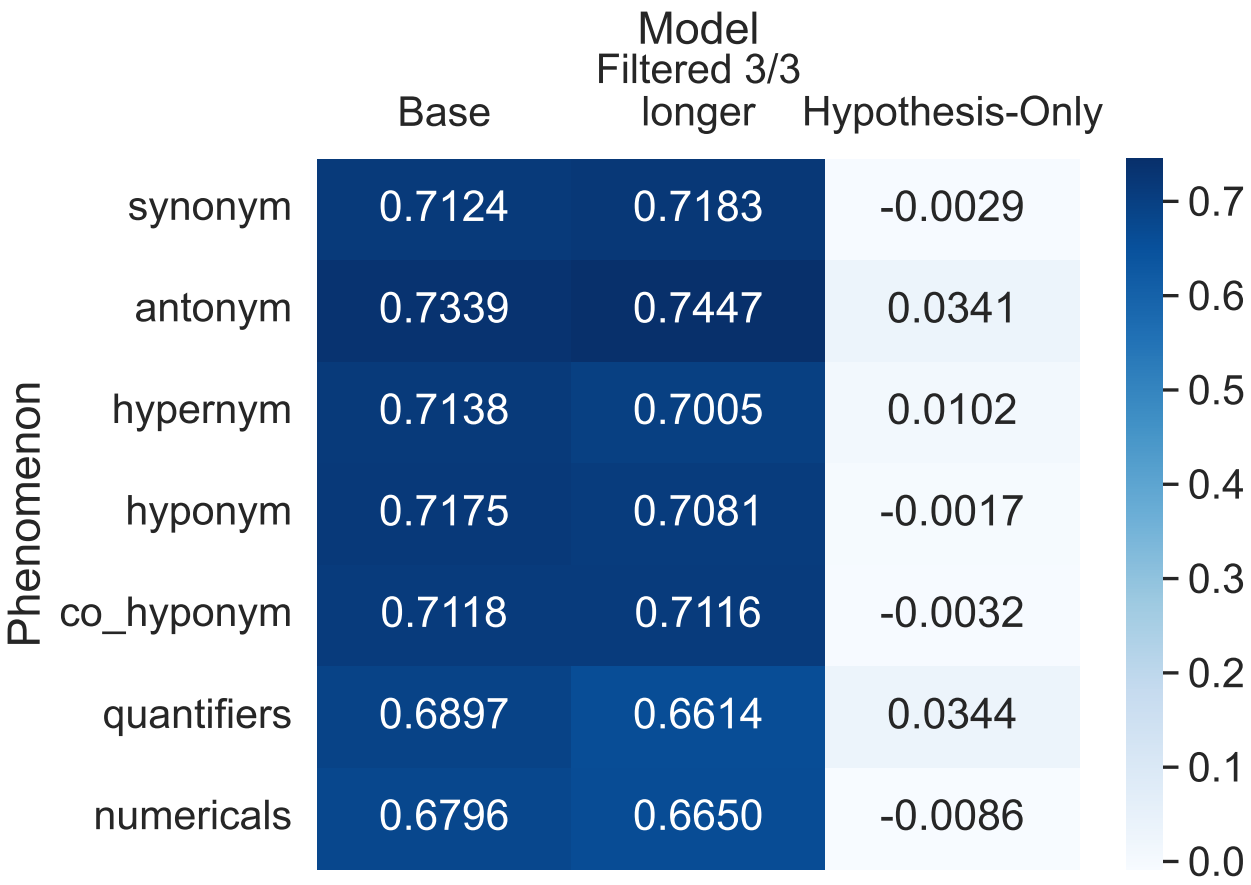 Model
Filtered 3/3
Base longer Hypothesis-Only
Phenomenon
synonym 0.7124 0.7183 -0.0029
antonym 0.7339 0.7447 0.0341
hypernym 0.7138 0.7005 0.0102
hyponym 0.7175 0.7081 -0.0017
co_hyponym 0.7118 0.7116 -0.0032
quantifiers 0.6897 0.6614 0.0344
numericals 0.6796 0.6650 -0.0086
0.7
0.6
0.5
0.4
0.3
0.2
0.1
0.0